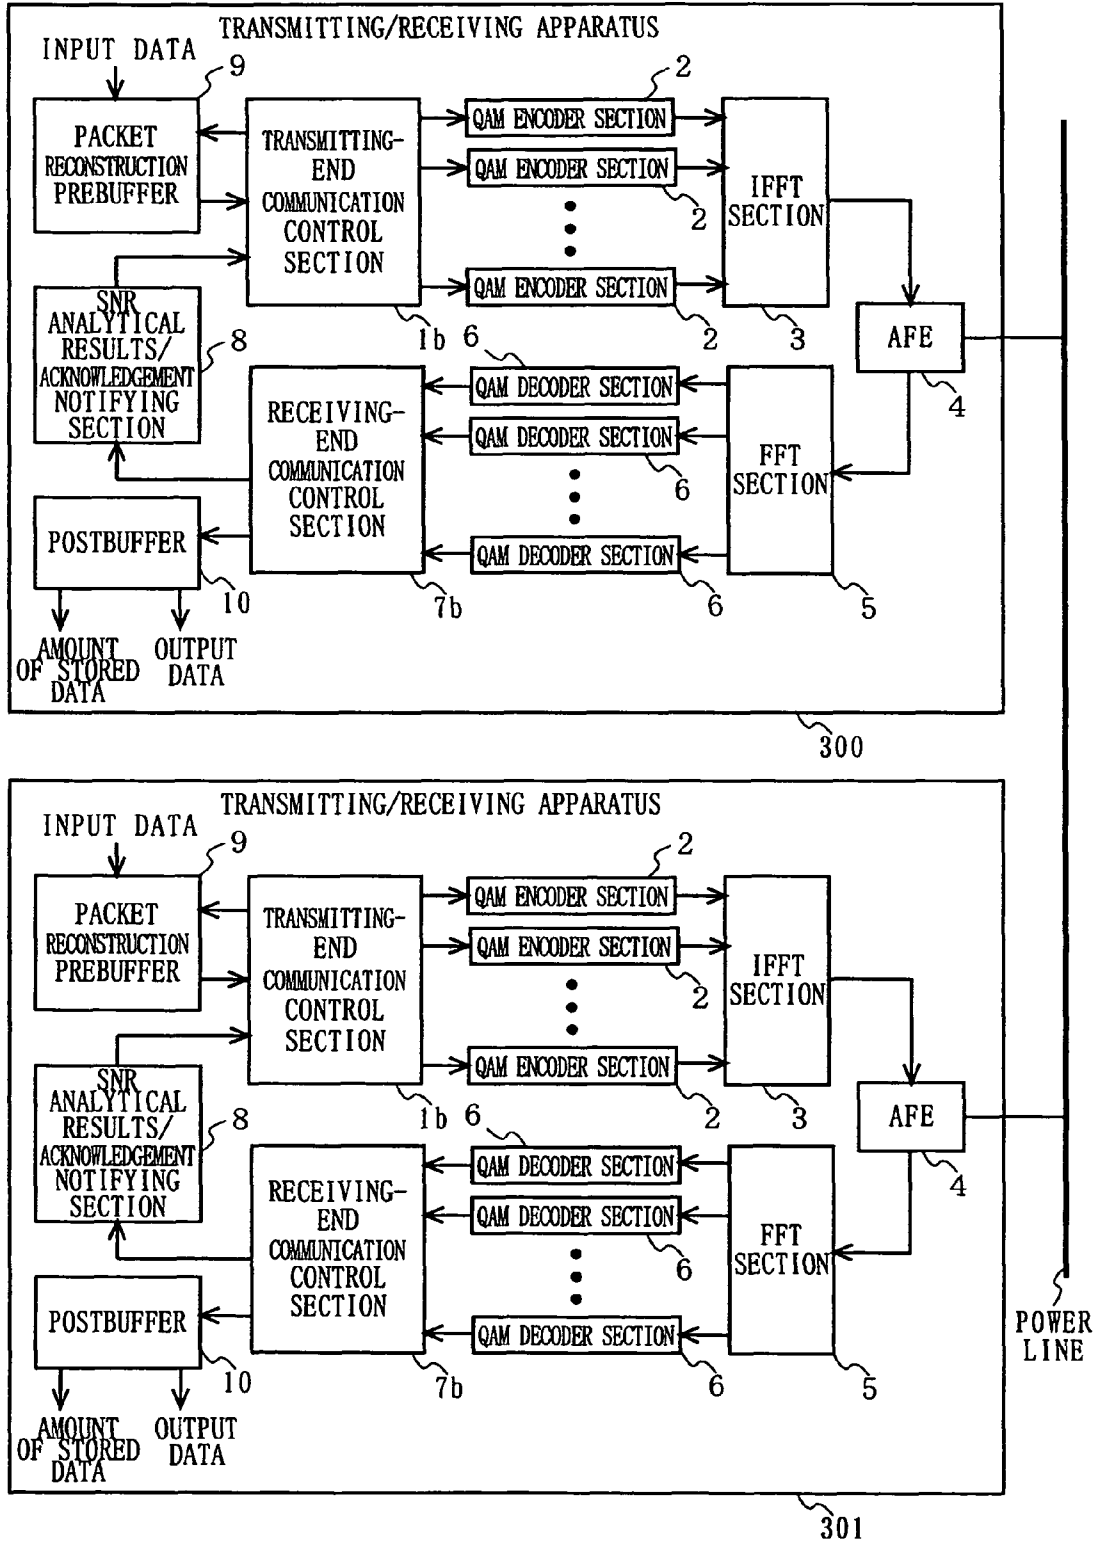 TRANSMITTING/RECEIVING APPARATUS
INPUT DATA
9
2
PACKET
RECONSTRUCTION
PREBUFFER
TRANSMITTING-
END
COMMUNICATION
CONTROL
SECTION
QAM ENCODER SECTION
QAM ENCODER SECTION
2
QAM ENCODER SECTION
IFFT
SECTION
SNR
ANALYTICAL
RESULTS/
ACKNOWLEDGEMENT
NOTIFYING
SECTION
8
1b
6
2
3
AFE
4
RECEIVING-
END
COMMUNICATION
CONTROL
SECTION
QAM DECODER SECTION
QAM DECODER SECTION
6
QAM DECODER SECTION
FFT
SECTION
POSTBUFFER
10
7b
6
5
AMOUNT
OF STORED
DATA
OUTPUT
DATA
300
TRANSMITTING/RECEIVING APPARATUS
INPUT DATA
9
2
PACKET
RECONSTRUCTION
PREBUFFER
TRANSMITTING-
END
COMMUNICATION
CONTROL
SECTION
QAM ENCODER SECTION
QAM ENCODER SECTION
2
QAM ENCODER SECTION
IFFT
SECTION
SNR
ANALYTICAL
RESULTS/
ACKNOWLEDGEMENT
NOTIFYING
SECTION
8
1b
6
2
3
AFE
4
RECEIVING-
END
COMMUNICATION
CONTROL
SECTION
QAM DECODER SECTION
QAM DECODER SECTION
6
QAM DECODER SECTION
FFT
SECTION
POWER
LINE
POSTBUFFER
10
7b
6
5
AMOUNT
OF STORED
DATA
OUTPUT
DATA
301